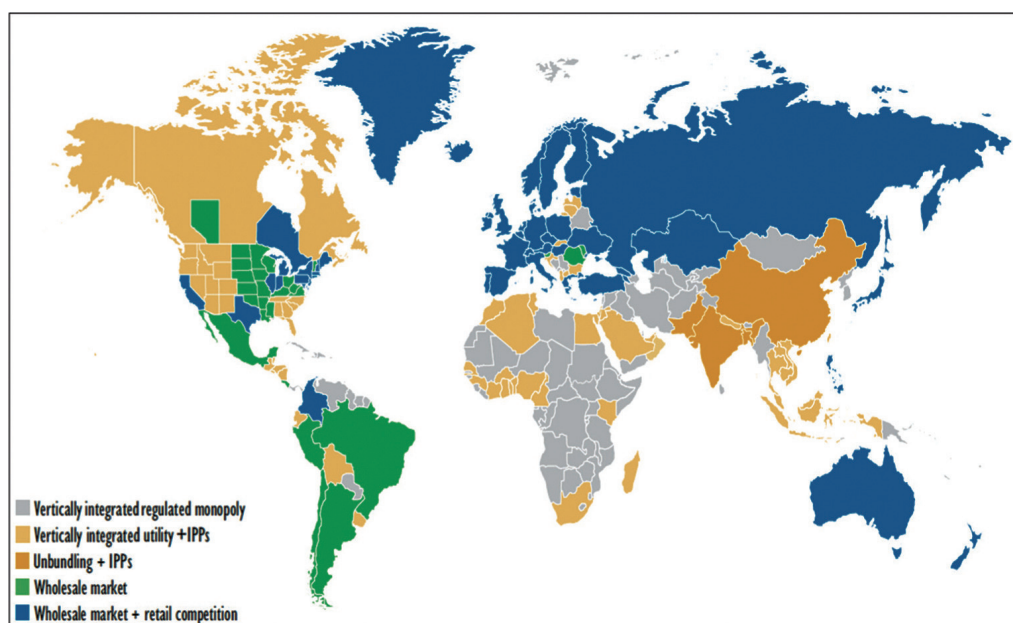 Vertically integrated regulated monopoly
Vertically integrated utility +IPPs
Unbundling + IPPs
Wholesale market
Wholesale market + retail competition